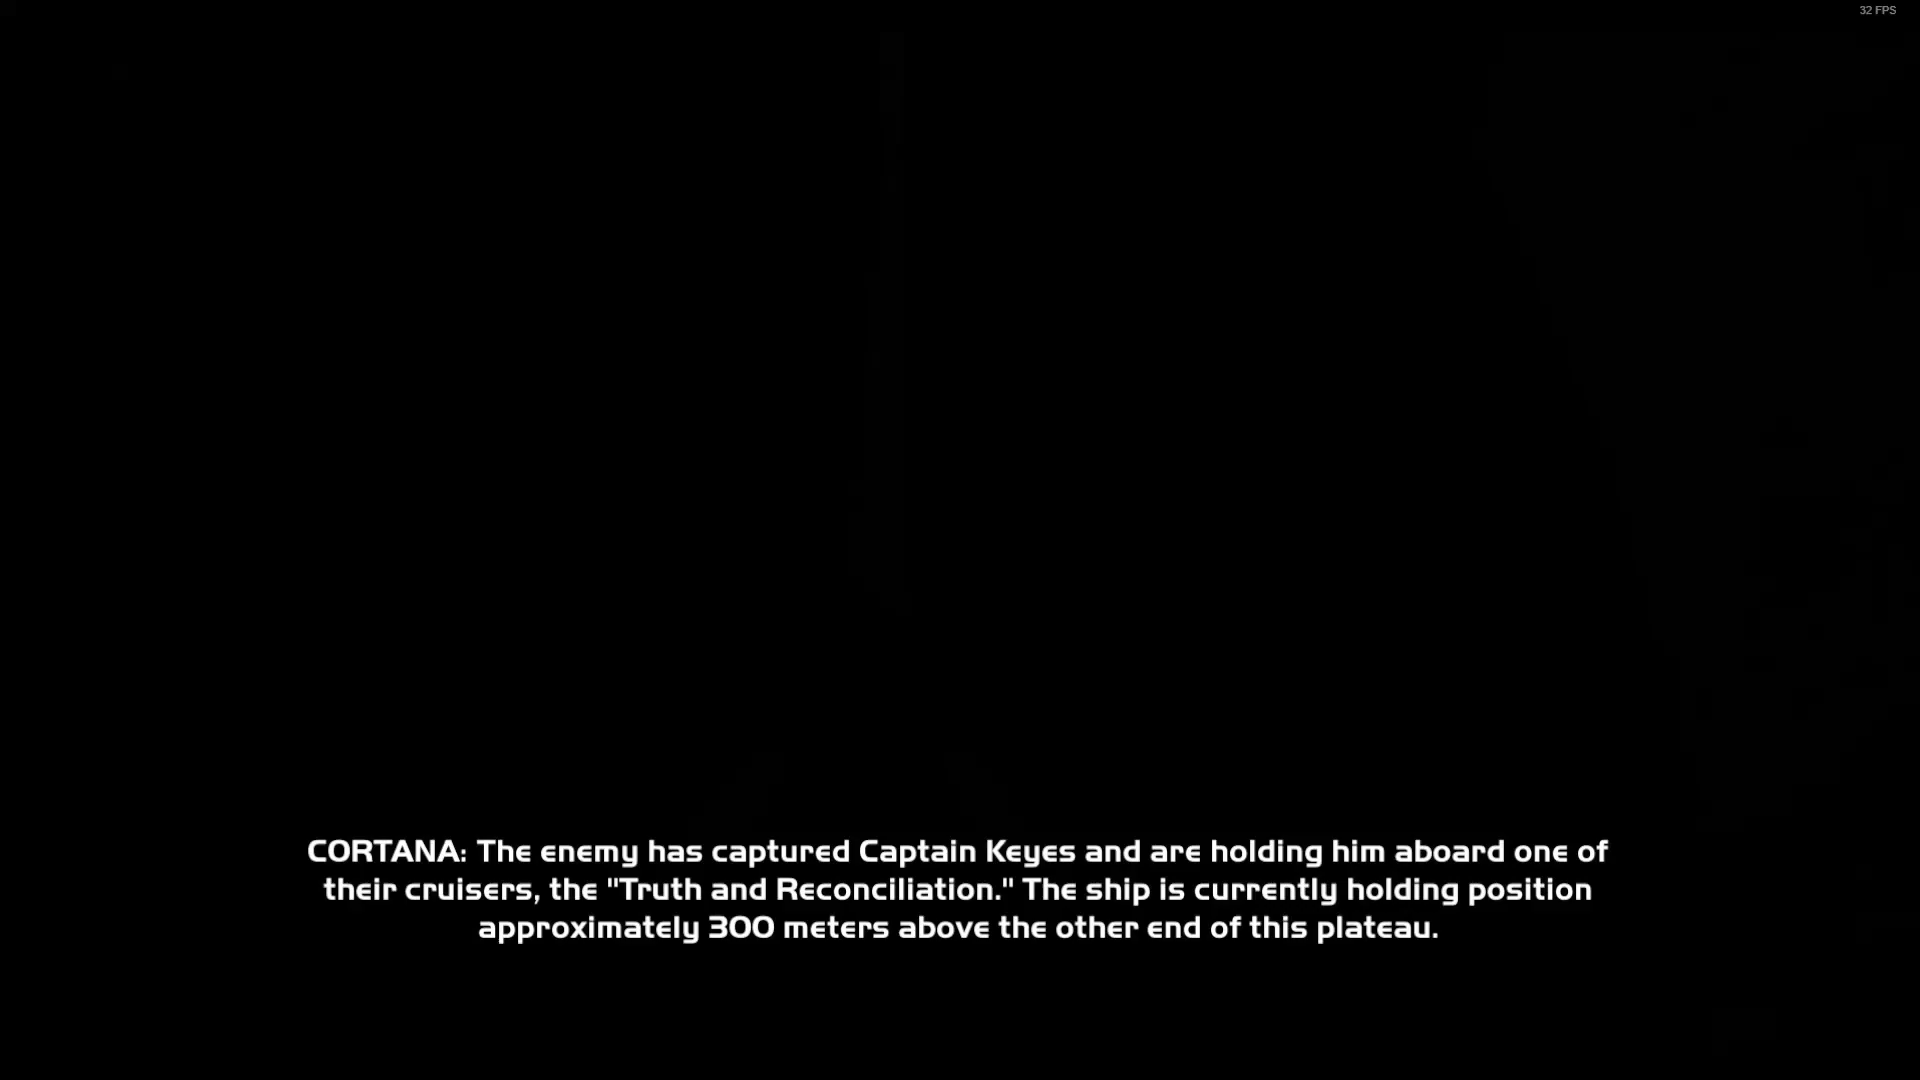 32 FPS
CORTANA: The enemy has captured Captain Keyes and are holding him aboard one of
their cruisers, the "Truth and Reconciliation." The ship is currently holding position
approximately 300 meters above the other end of this plateau.